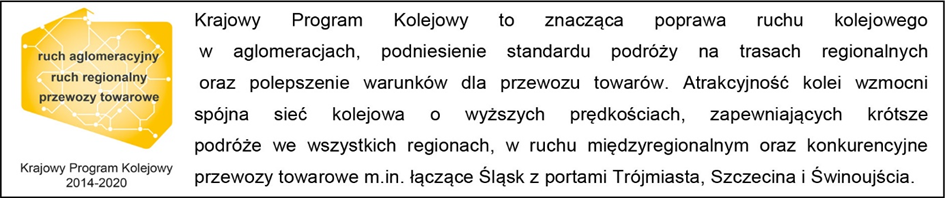 ruch aglomeracyjny
ruch regionalny
przewozy towarowe
Krajowy Program Kolejowy
2014-2020
Krajowy Program Kolejowy to znacząca poprawa ruchu kolejowego
w aglomeracjach, podniesienie standardu podróży na trasach regionalnych
oraz polepszenie warunków dla przewozu towarów. Atrakcyjność kolei wzmocni
spójna sieć kolejowa o wyższych prędkościach, zapewniających krótsze
podróże we wszystkich regionach, w ruchu międzyregionalnym oraz konkurencyjne
przewozy towarowe m.in. łączące Śląsk z portami Trójmiasta, Szczecina i Świnoujścia.